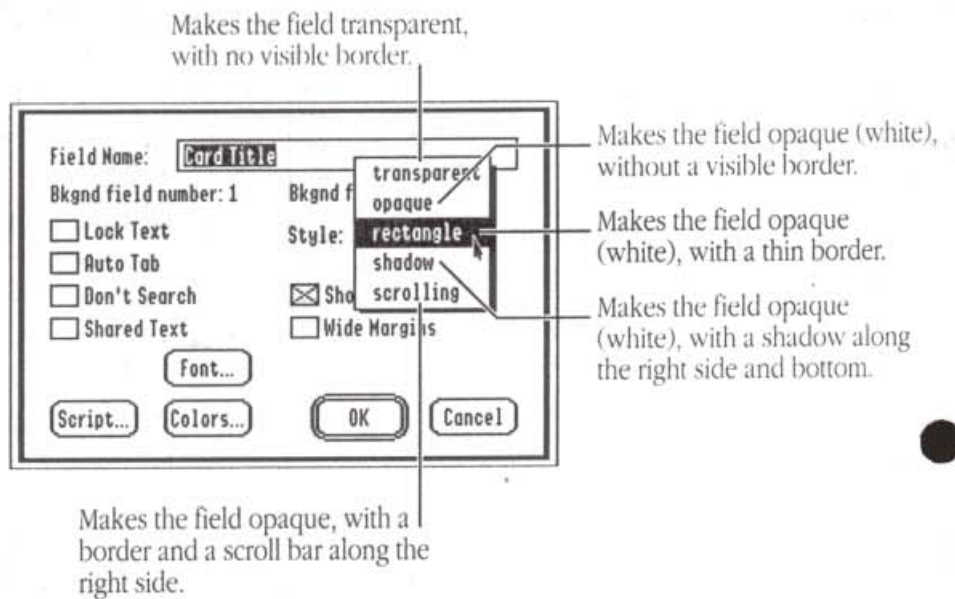 Makes the field transparent,
with no visible border.
Field Name: Card Title
Bkgnd field number: 1
Bkgnd f
Lock Text
Auto Tab
Don't Search
Shared Text
Style:
transparent
opaque
rectangle
shadow
scrolling
Sho
Wide Margins
Font...
Script...
Colors...
OK
Cancel
Makes the field opaque (white),
without a visible border.
Makes the field opaque
(white), with a thin border.
Makes the field opaque
(white), with a shadow along
the right side and bottom.
Makes the field opaque, with a
border and a scroll bar along the
right side.